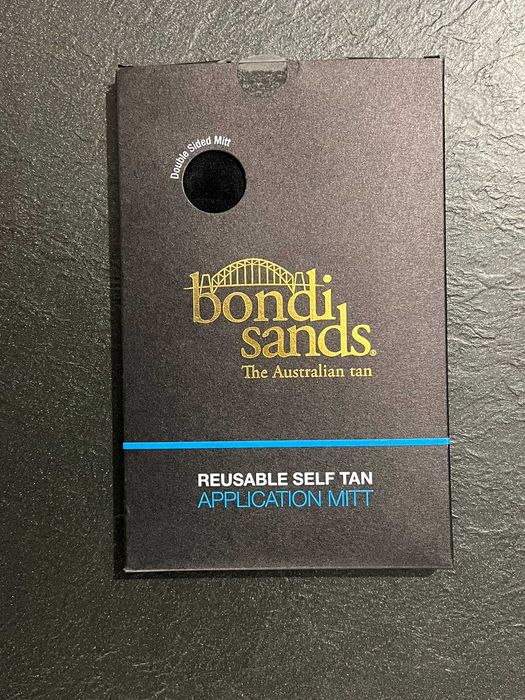 Double Sided Mitt
bondi
sands®
The Australian tan
REUSABLE SELF TAN
APPLICATION MITT